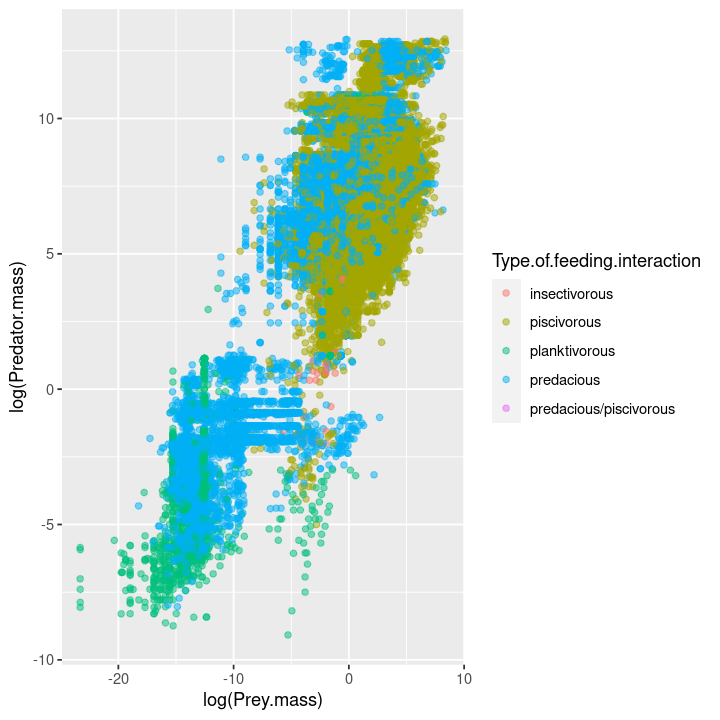 log(Predator.mass)
10
5
0
-5
-10
-20
-10
0
10
log(Prey.mass)
Type.of.feeding.interaction
insectivorous
piscivorous
planktivorous
predacious
predacious/piscivorous